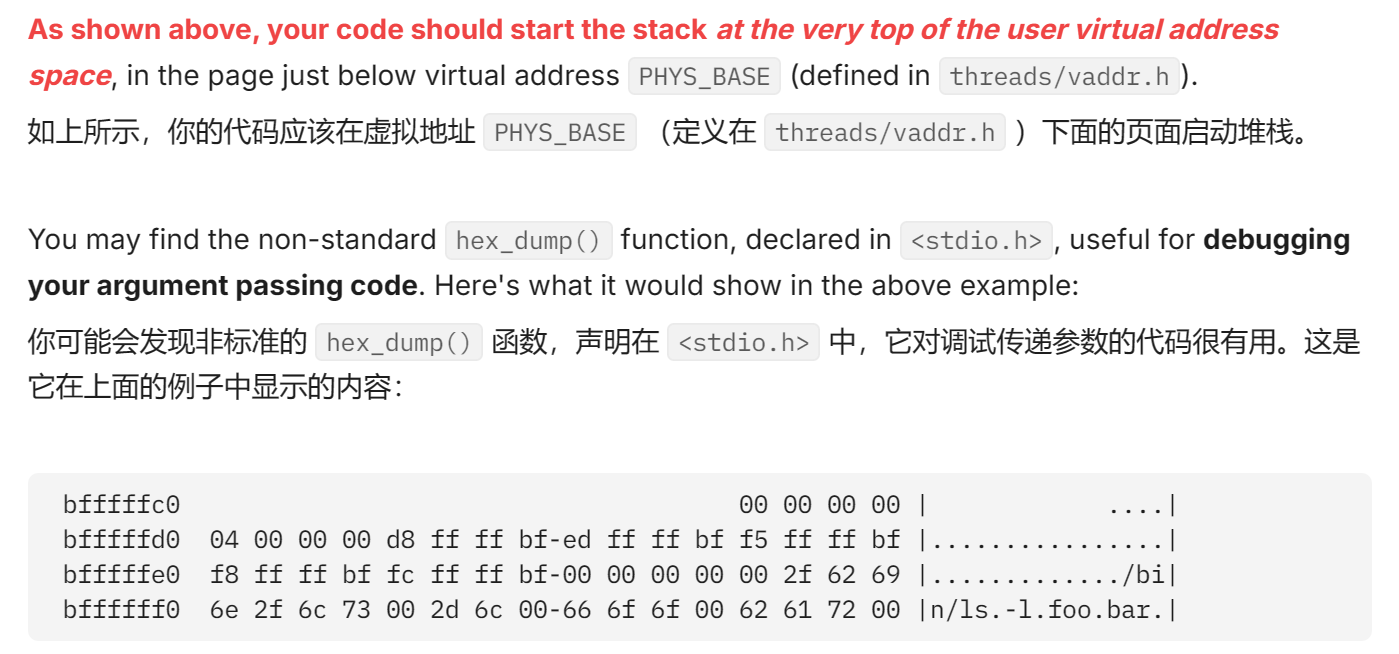 As shown above, your code should start the stack at the very top of the user virtual address
space, in the page just below virtual address PHYS_BASE (defined in threads/vaddr.h).
如上所示，你的代码应该在虚拟地址 PHYS_BASE （定义在 threads/vaddr.h ）下面的页面启动堆栈。
You may find the non-standard hex_dump() function, declared in <stdio.h>, useful for debugging
your argument passing code. Here's what it would show in the above example:
你可能会发现非标准的 hex_dump() 函数，声明在 <stdio.h> 中，它对调试传递参数的代码很有用。这是
它在上面的例子中显示的内容：
bfffffc0                                      00 00 00 00 |            ....|
bfffffd0  04 00 00 00 d8 ff ff bf-ed ff ff bf f5 ff ff bf |................|
bfffffe0  f8 ff ff bf fc ff ff bf-00 00 00 00 00 2f 62 69 |............./bi|
bffffff0  6e 2f 6c 73 00 2d 6c 00-66 6f 6f 00 62 61 72 00 |n/ls.-l.foo.bar.|